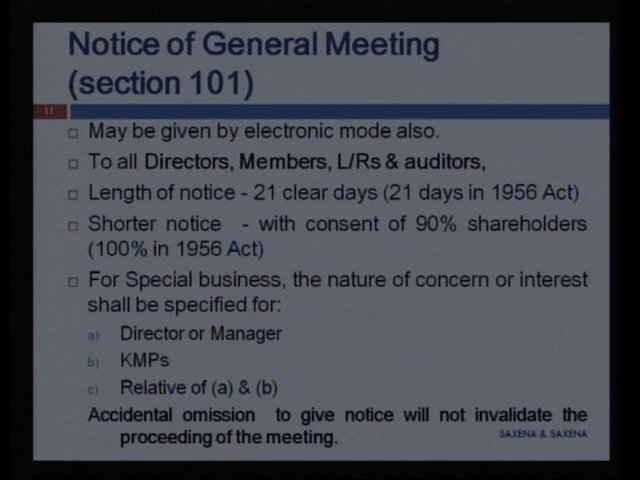 Notice of General Meeting
(section 101)
11
May be given by electronic mode also.
To all Directors, Members, L/Rs & auditors,
Length of notice - 21 clear days (21 days in 1956 Act)
Shorter notice - with consent of 90% shareholders
(100% in 1956 Act)
For Special business, the nature of concern or interest
shall be specified for:
a) Director or Manager
b) KMPs
c) Relative of (a) & (b)
Accidental omission to give notice will not invalidate the
proceeding of the meeting.
SAXENA & SAXENA